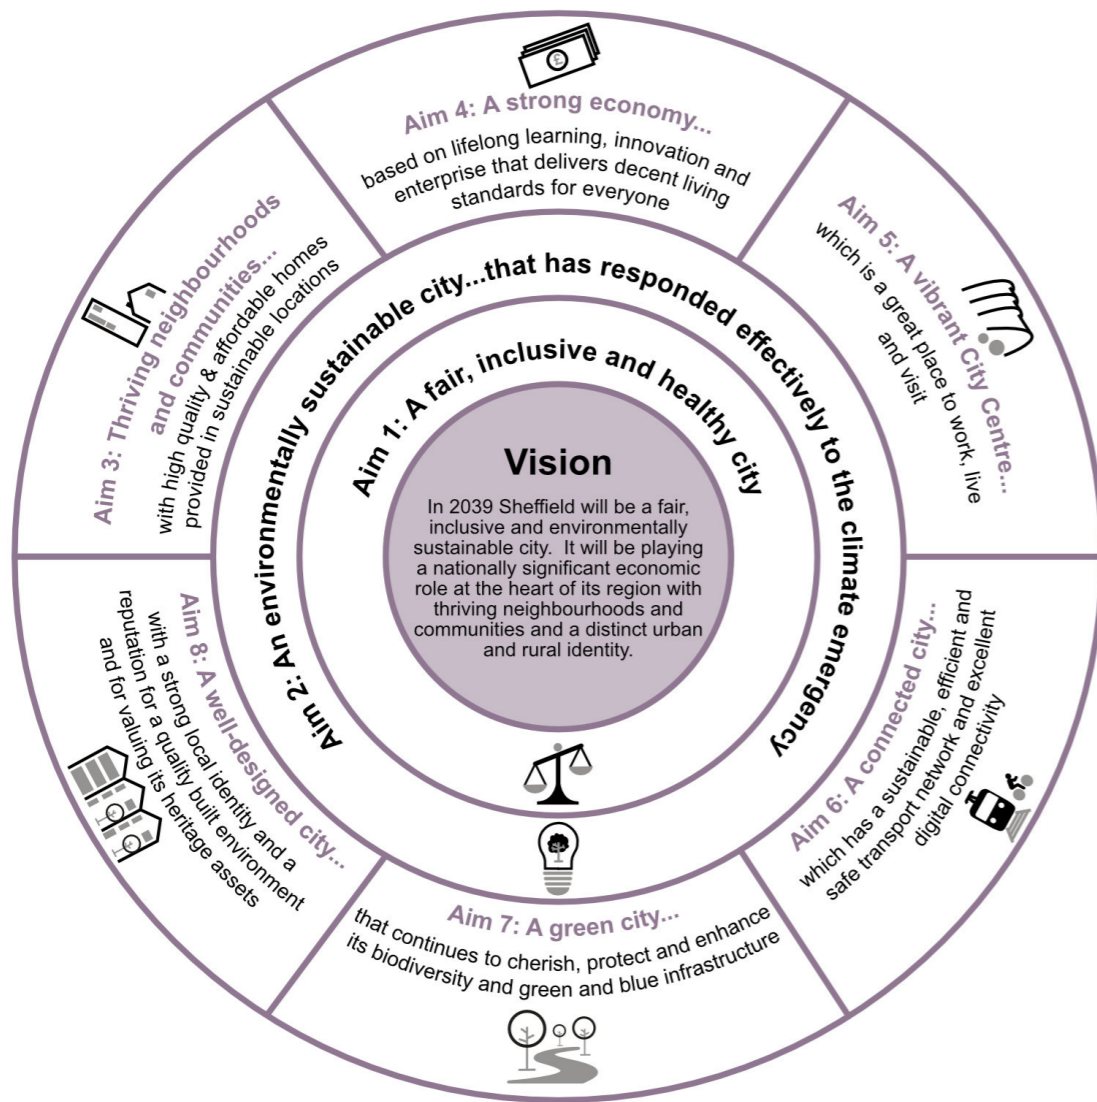 Vision
In 2039 Sheffield will be a fair,
inclusive and environmentally
sustainable city. It will be playing
a nationally significant economic
role at the heart of its region with
thriving neighbourhoods and
communities and a distinct urban
and rural identity.
Aim 1: A fair, inclusive and healthy city
Aim 2: An environmentally sustainable city...that has responded effectively to the climate emergency
Aim 3: Thriving neighbourhoods
and communities...
with high quality & affordable homes
provided in sustainable locations
£
Aim 4: A strong economy...
based on lifelong learning, innovation and
enterprise that delivers decent living
standards for everyone
Aim 5: A vibrant City Centre...
which is a great place to work, live
and visit
Aim 6: A connected city...
which has a sustainable, efficient and
safe transport network and excellent
digital connectivity
Aim 7: A green city...
that continues to cherish, protect and enhance
its biodiversity and green and blue infrastructure
Aim 8: A well-designed city...
with a strong local identity and a
reputation for a quality built environment
and for valuing its heritage assets